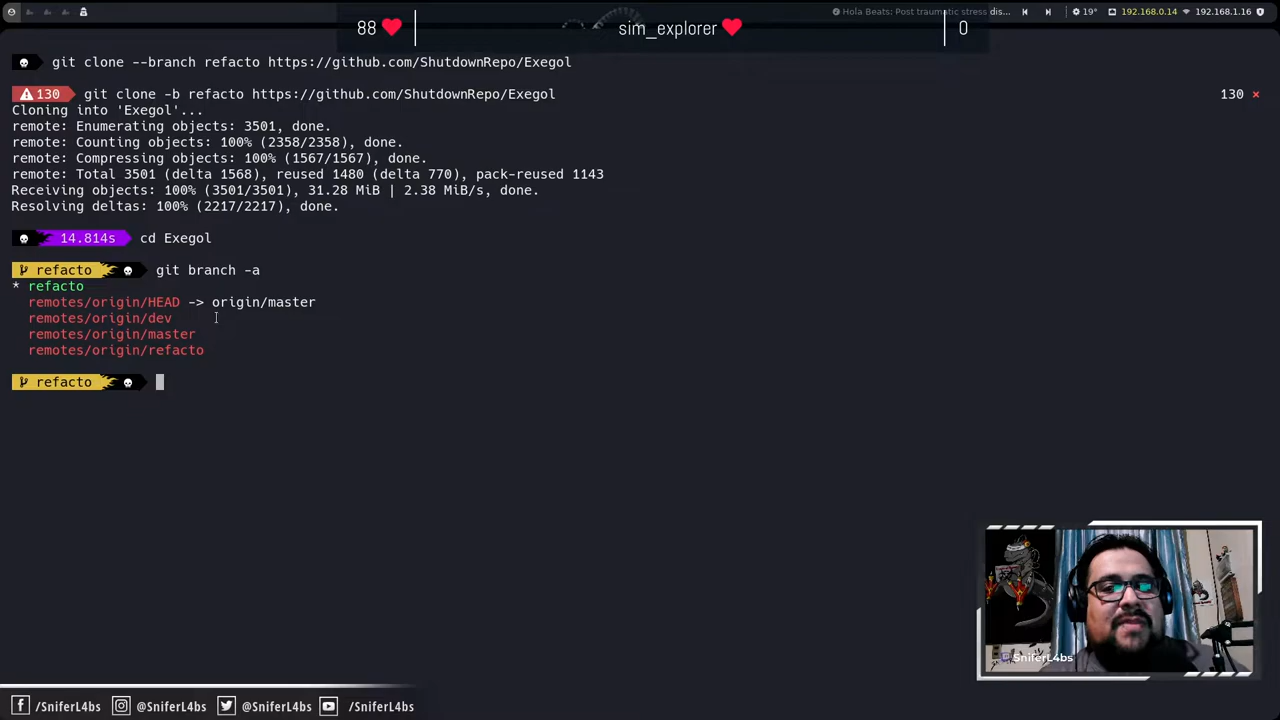 88
sim_explorer
0
Hola Beats: Post traumatic stress dis...
19°
192.168.0.14
192.168.1.16
git clone --branch refacto https://github.com/ShutdownRepo/Exegol
130 git clone -b refacto https://github.com/ShutdownRepo/Exegol 130 ×
Cloning into 'Exegol'...
remote: Enumerating objects: 3501, done.
remote: Counting objects: 100% (2358/2358), done.
remote: Compressing objects: 100% (1567/1567), done.
remote: Total 3501 (delta 1568), reused 1480 (delta 770), pack-reused 1143
Receiving objects: 100% (3501/3501), 31.28 MiB | 2.38 MiB/s, done.
Resolving deltas: 100% (2217/2217), done.
14.814s cd Exegol
refacto git branch -a
* refacto
remotes/origin/HEAD -> origin/master
remotes/origin/dev
remotes/origin/master
remotes/origin/refacto
refacto
SniferL4bs
/SniferL4bs @SniferL4bs @SniferL4bs /SniferL4bs